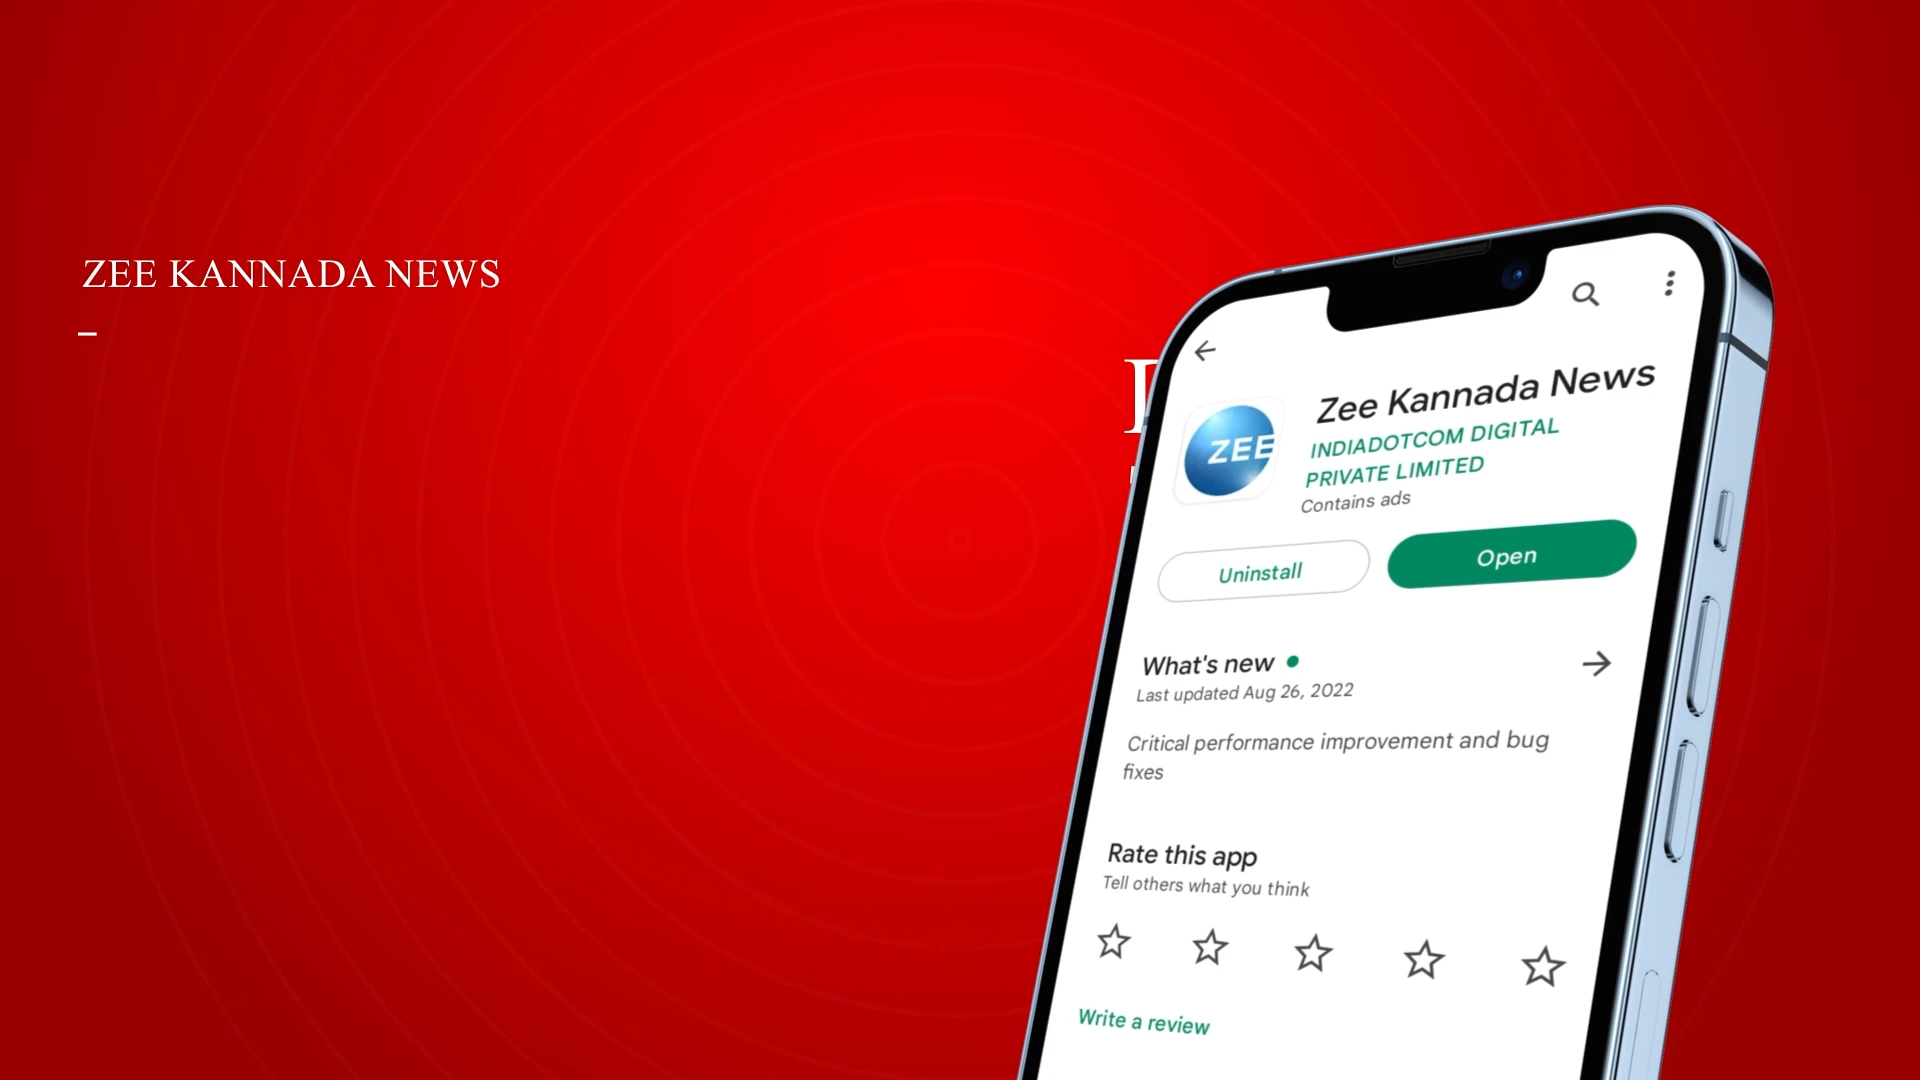 ZEE KANNADA NEWS
Zee Kannada News
ZEE
INDIADOTCOM DIGITAL
PRIVATE LIMITED
Contains ads
Uninstall
Open
What's new
Last updated Aug 26, 2022
Critical performance improvement and bug
fixes
Rate this app
Tell others what you think
Write a review